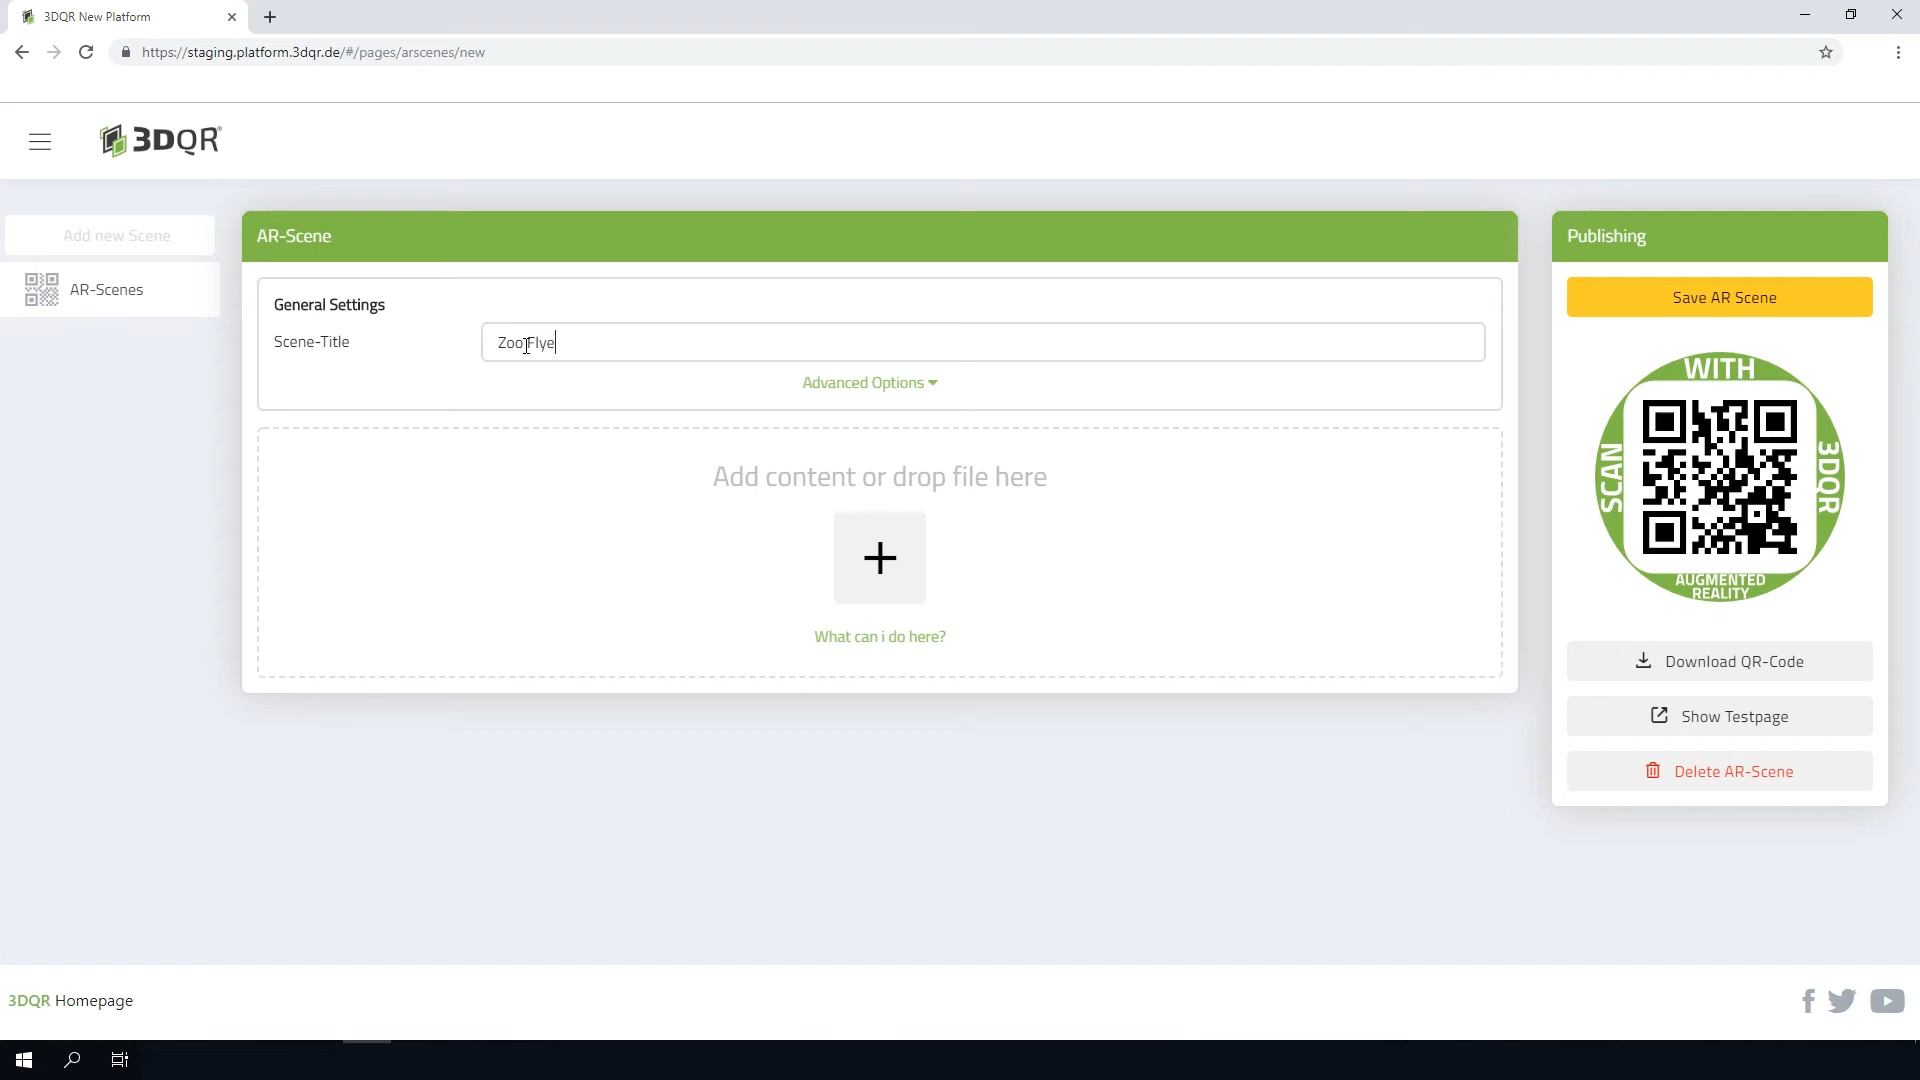 3DQR New Platform
https://staging.platform.3dqr.de/#/pages/arscenes/new
3DQR
Add new Scene
AR-Scenes
AR-Scene
General Settings
Scene-Title
Zoo Flye
Advanced Options
Add content or drop file here
What can i do here?
Publishing
Save AR Scene
WITH
SCAN
3DQR
AUGMENTED
REALITY
Download QR-Code
Show Testpage
Delete AR-Scene
3DQR Homepage